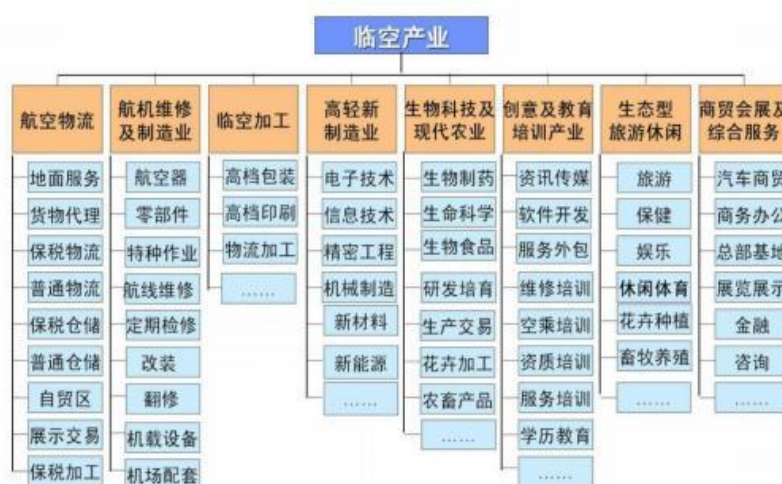 临空产业
航空物流
地面服务
货物代理
保税物流
普通物流
保税仓储
普通仓储
自贸区
展示交易
保税加工
航机维修
及制造业
航空器
零部件
特种作业
航线维修
定期检修
改装
翻修
机载设备
机场配套
临空加工
高档包装
高档印刷
物流加工
……
高轻新
制造业
电子技术
信息技术
精密工程
机械制造
新材料
新能源
……
生物科技及
现代农业
生物制药
生命科学
生物食品
研发培育
生产交易
花卉加工
农畜产品
……
创意及教育
培训产业
资讯传媒
软件开发
服务外包
维修培训
空乘培训
资质培训
服务培训
学历教育
……
生态型
旅游休闲
旅游
保健
娱乐
休闲体育
花卉种植
畜牧养殖
……
商贸会展及
综合服务
汽车商贸
商务办公
总部基地
展览展示
金融
咨询
……